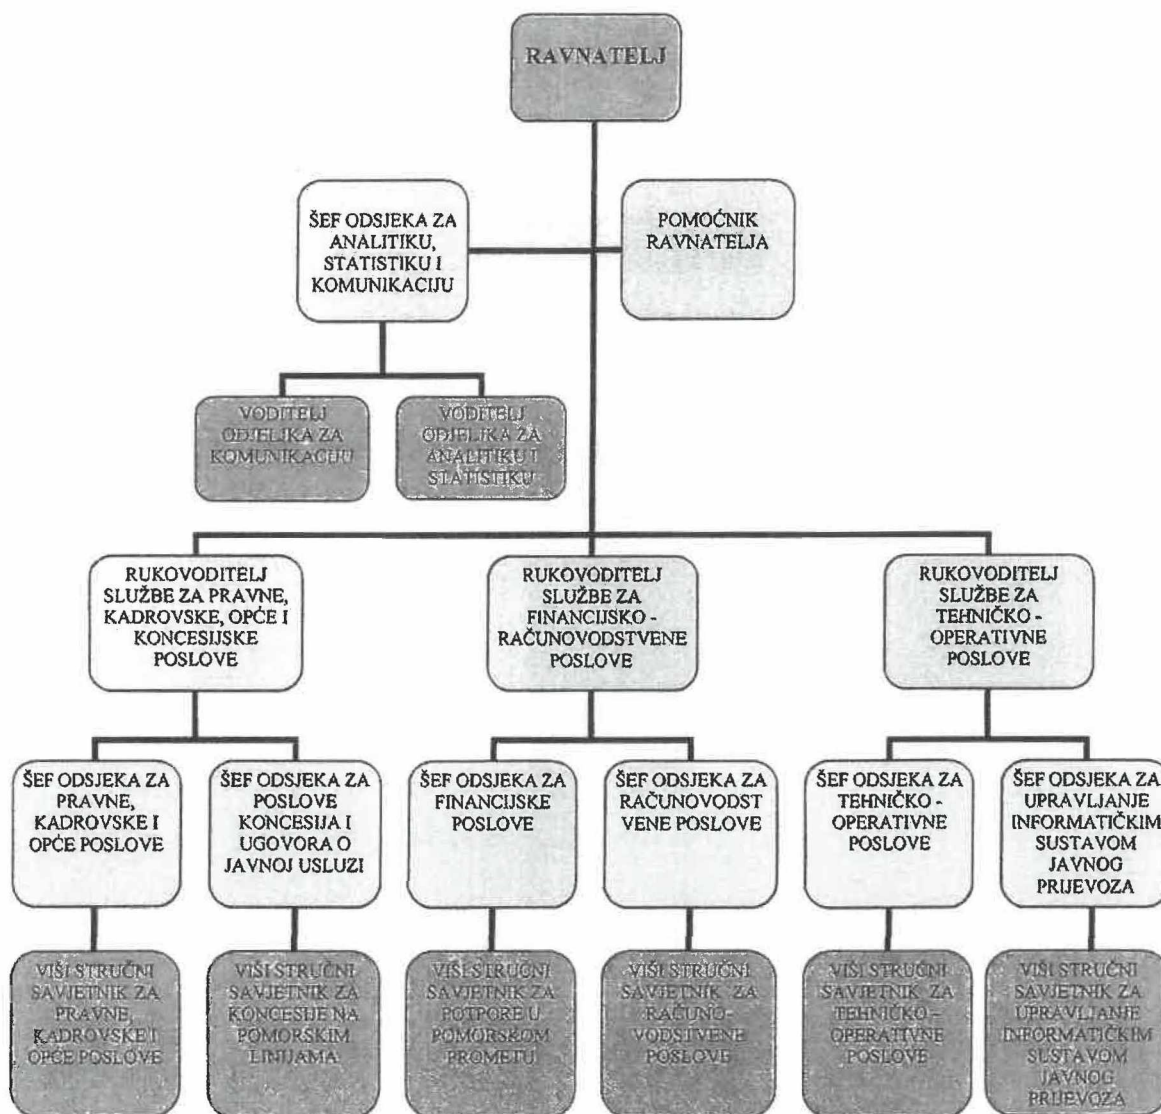 RAVNATELJ
ŠEF ODSJEKA ZA
ANALITIKU,
STATISTIKU I
KOMUNIKACIJU
POMOĆNIK
RAVNATELJA
VODITELJ
ODJELJKA ZA
KOMUNIKACIJU
VODITELJ
ODJELJKA ZA
ANALITIKU I
STATISTIKU
RUKOVODITELJ
SLUŽBE ZA PRAVNE,
KADROVSKE, OPĆE I
KONCESIJSKE
POSLOVE
RUKOVODITELJ
SLUŽBE ZA
FINANCIJSKO -
RAČUNOVODSTVENE
POSLOVE
RUKOVODITELJ
SLUŽBE ZA
TEHNIČKO -
OPERATIVNE
POSLOVE
ŠEF ODSJEKA ZA
PRAVNE,
KADROVSKE I
OPĆE POSLOVE
ŠEF ODSJEKA ZA
POSLOVE
KONCESIJA I
UGOVORA O
JAVNOJ USLUZI
ŠEF ODSJEKA ZA
FINANCIJSKE
POSLOVE
ŠEF ODSJEKA ZA
RAČUNOVODST
VENE POSLOVE
ŠEF ODSJEKA ZA
TEHNIČKO -
OPERATIVNE
POSLOVE
ŠEF ODSJEKA ZA
UPRAVLJANJE
INFORMATIČKIM
SUSTAVOM
JAVNOG
PRIJEVOZA
VIŠI STRUČNI
SAVJETNIK ZA
PRAVNE,
KADROVSKE I
OPĆE POSLOVE
VIŠI STRUČNI
SAVJETNIK ZA
KONCESIJE NA
POMORSKIM
LINIJAMA
VIŠI STRUČNI
SAVJETNIK ZA
POTPORE U
POMORSKOM
PROMETU
VIŠI STRUČNI
SAVJETNIK ZA
RAČUNO-
VODSTVENE
POSLOVE
VIŠI STRUČNI
SAVJETNIK ZA
TEHNIČKO -
OPERATIVNE
POSLOVE
VIŠI STRUČNI
SAVJETNIK ZA
UPRAVLJANJE
INFORMATIČKIM
SUSTAVOM
JAVNOG
PRIJEVOZA